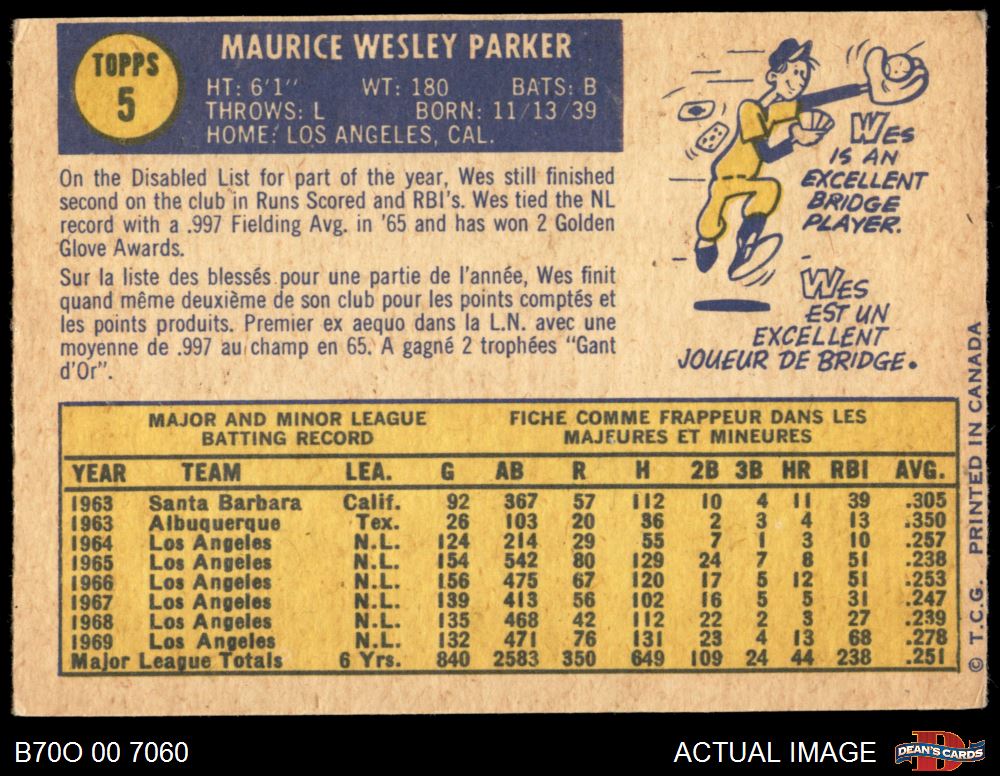 TOPPS
5
MAURICE WESLEY PARKER
HT: 6'1" WT: 180 BATS: B
THROWS: L BORN: 11/13/39
HOME: LOS ANGELES, CAL.
On the Disabled List for part of the year, Wes still finished
second on the club in Runs Scored and RBI's. Wes tied the NL
record with a .997 Fielding Avg. in '65 and has won 2 Golden
Glove Awards.
Sur la liste des blessés pour une partie de l'année, Wes finit
quand même deuxième de son club pour les points comptés et
les points produits. Premier ex aequo dans la L.N. avec une
moyenne de .997 au champ en 65. A gagné 2 trophées "Gant
d'Or".
WES
IS AN
EXCELLENT
BRIDGE
PLAYER.
WES
EST UN
EXCELLENT
JOUEUR DE BRIDGE.
MAJOR AND MINOR LEAGUE
BATTING RECORD
FICHE COMME FRAPPEUR DANS LES
MAJEURES ET MINEURES
YEAR TEAM LEA. G AB R H 2B 3B HR RBI AVG.
1963 Santa Barbara Calif. 92 367 57 112 10 4 11 39 .305
1963 Albuquerque Tex. 26 103 20 36 2 3 4 13 .350
1964 Los Angeles N.L. 124 214 29 55 7 1 3 10 .257
1965 Los Angeles N.L. 154 542 80 129 24 7 8 51 .238
1966 Los Angeles N.L. 156 475 67 120 17 5 12 51 .253
1967 Los Angeles N.L. 139 413 56 102 16 5 5 31 .247
1968 Los Angeles N.L. 135 468 42 112 22 2 3 27 .239
1969 Los Angeles N.L. 132 471 76 131 23 4 13 68 .278
Major League Totals 6 Yrs. 840 2583 350 649 109 24 44 238 .251
© T.C.G. PRINTED IN CANADA
B70O 00 7060
ACTUAL IMAGE
DEAN'S CARDS